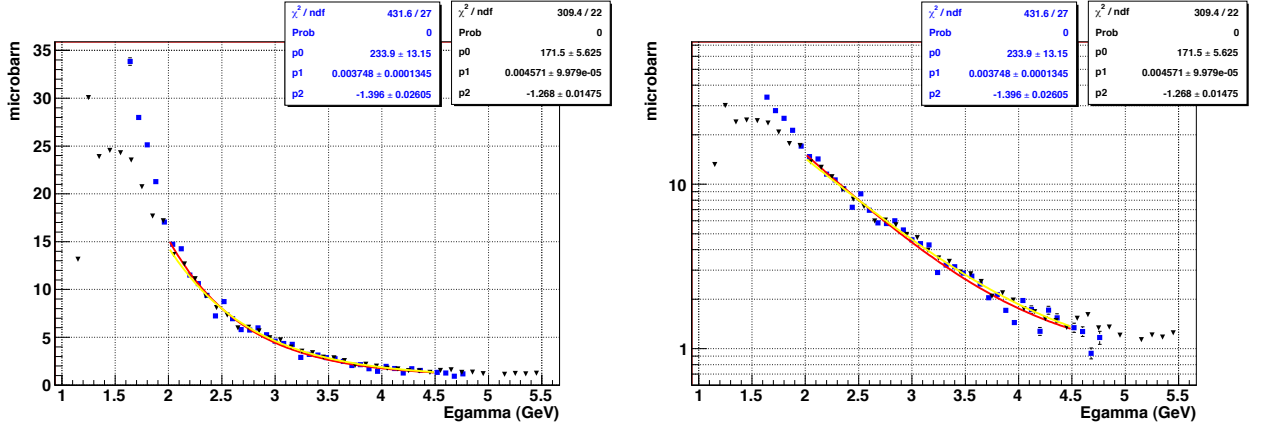 χ² / ndf 431.6 / 27
Prob 0
p0 233.9 ± 13.15
p1 0.003748 ± 0.0001345
p2 -1.396 ± 0.02605
χ² / ndf 309.4 / 22
Prob 0
p0 171.5 ± 5.625
p1 0.004571 ± 9.979e-05
p2 -1.268 ± 0.01475
microbarn
35
30
25
20
15
10
5
0
1 1.5 2 2.5 3 3.5 4 4.5 5 5.5
Egamma (GeV)
χ² / ndf 431.6 / 27
Prob 0
p0 233.9 ± 13.15
p1 0.003748 ± 0.0001345
p2 -1.396 ± 0.02605
χ² / ndf 309.4 / 22
Prob 0
p0 171.5 ± 5.625
p1 0.004571 ± 9.979e-05
p2 -1.268 ± 0.01475
microbarn
10
1
1 1.5 2 2.5 3 3.5 4 4.5 5 5.5
Egamma (GeV)